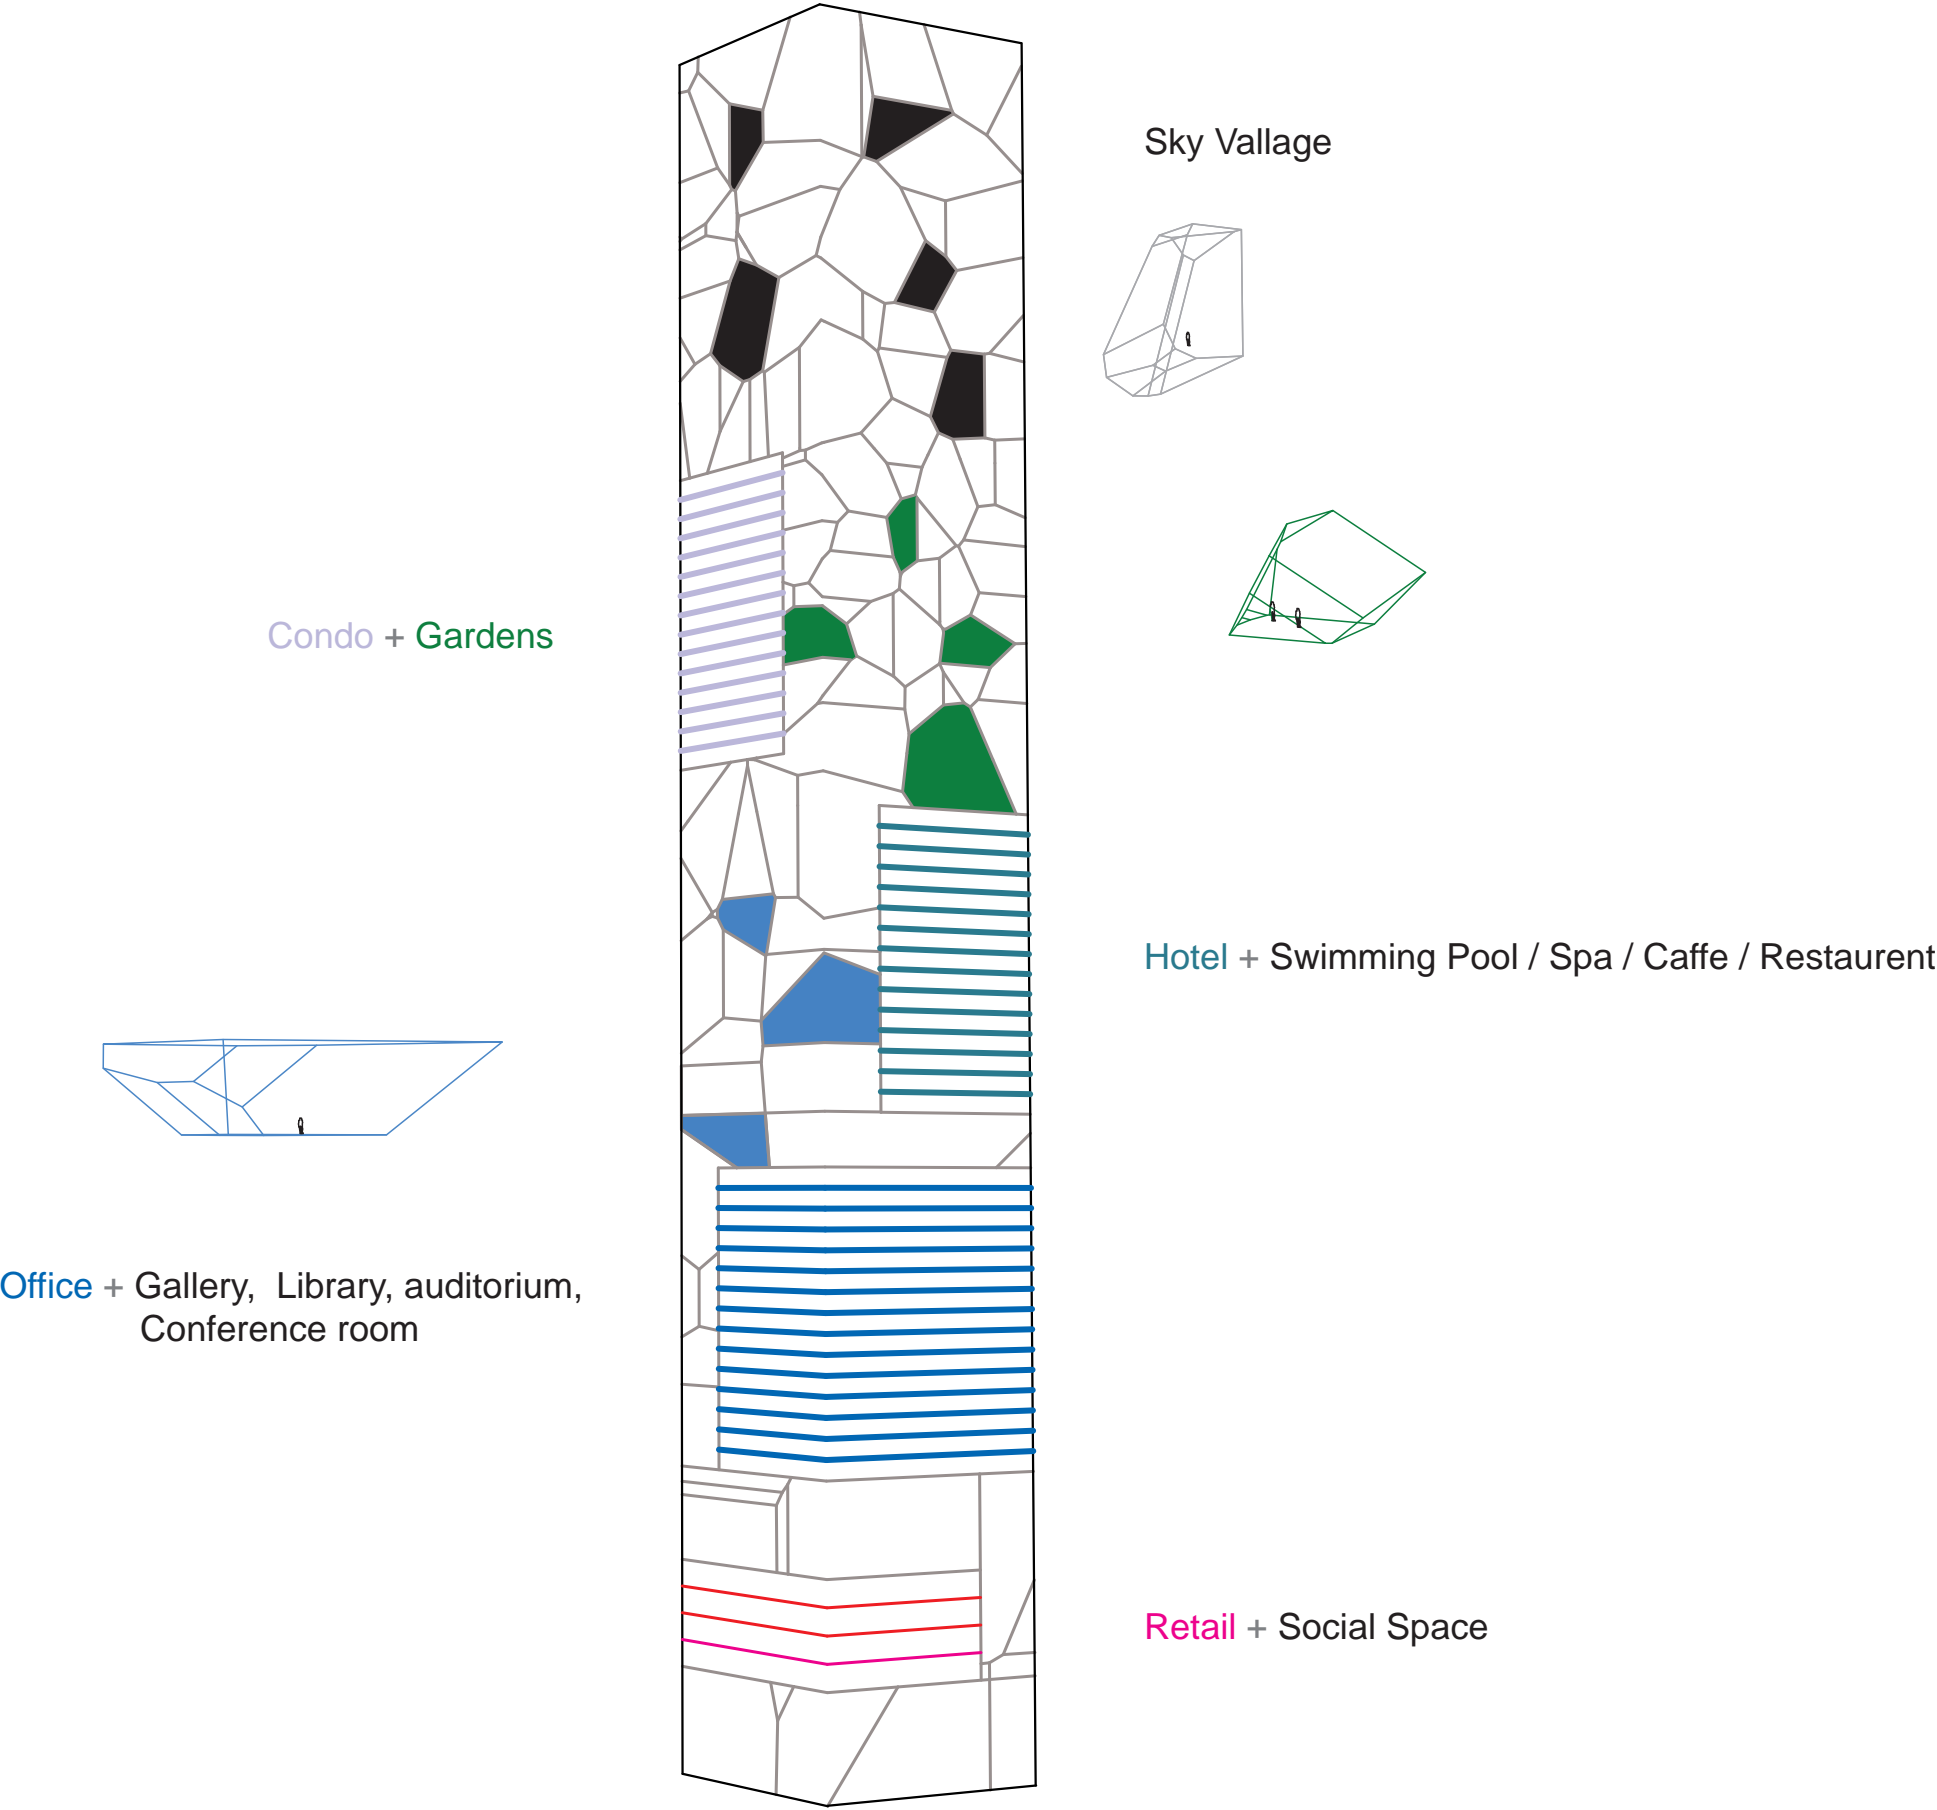 Sky Vallage
Condo + Gardens
Hotel + Swimming Pool / Spa / Caffe / Restaurent
Office + Gallery,  Library, auditorium,
Conference room
Retail + Social Space